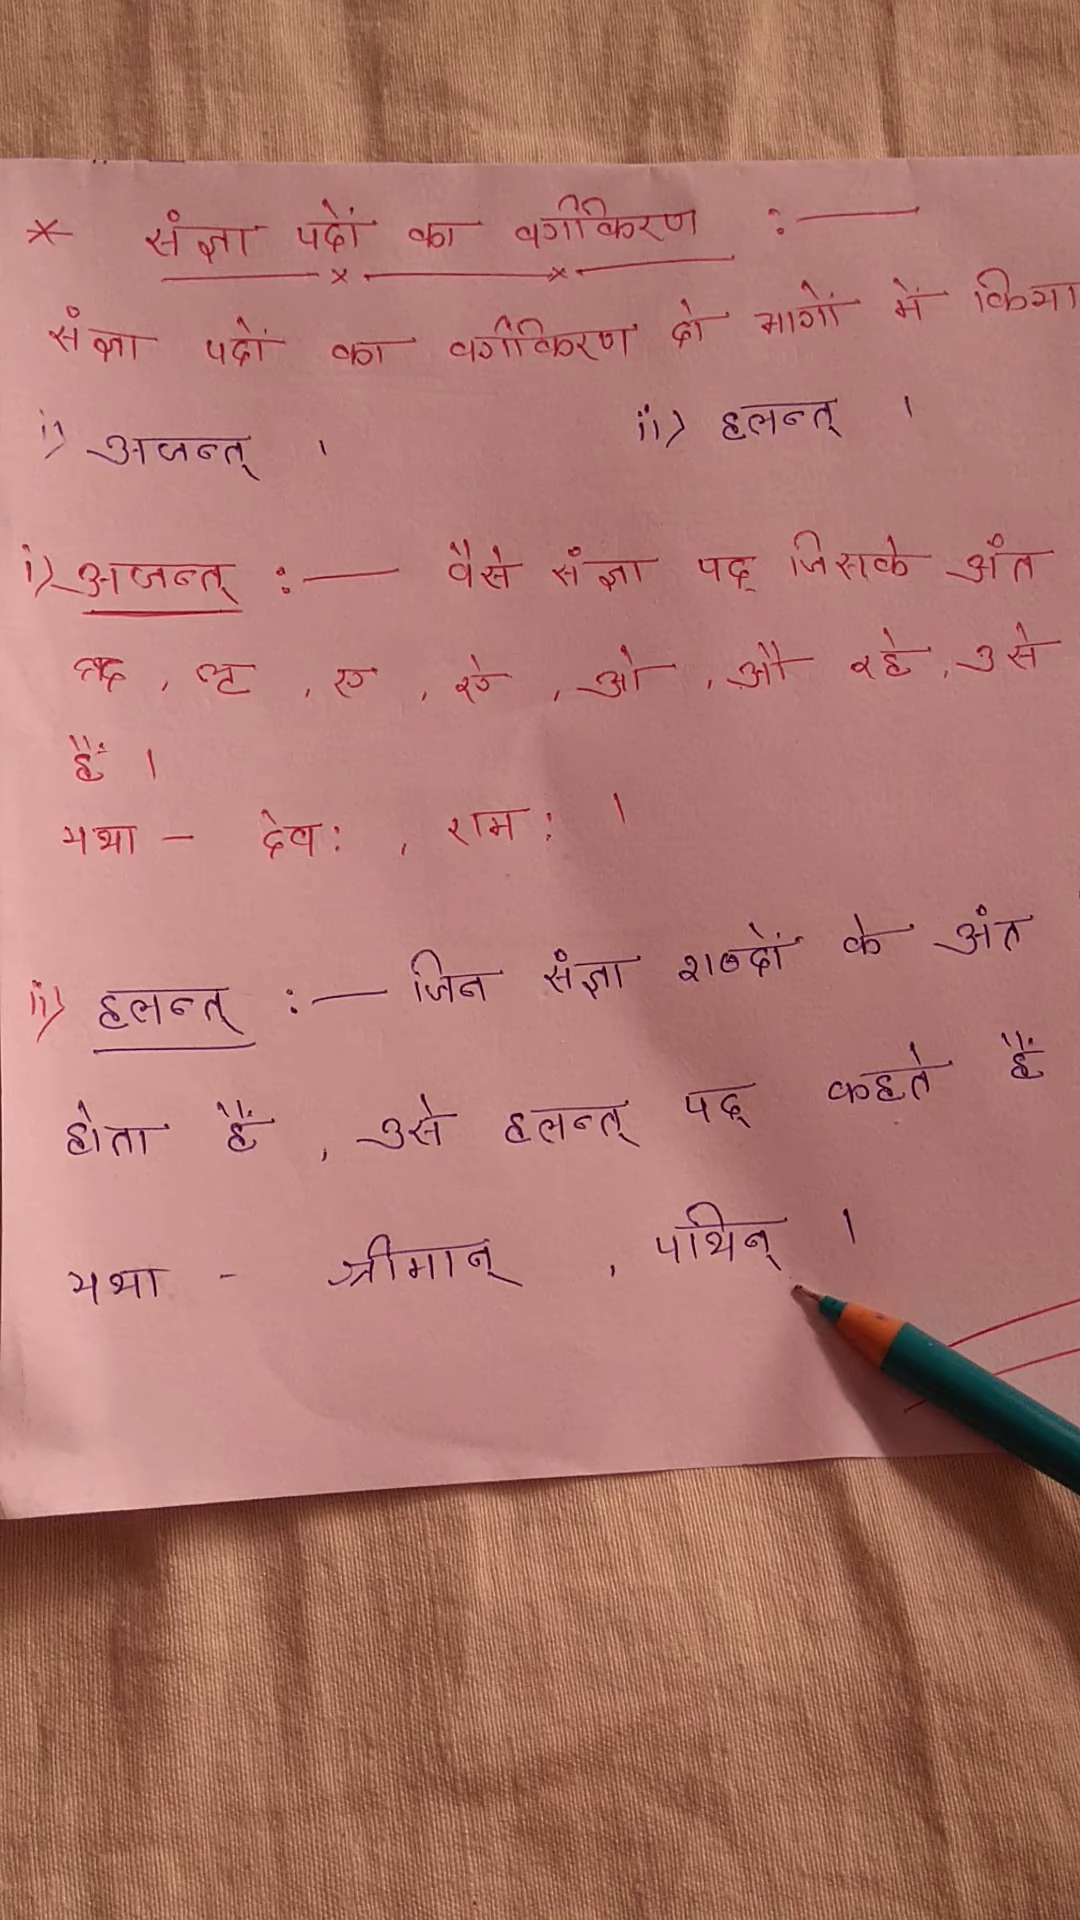 * संज्ञा पदों का वर्गीकरण :—
संज्ञा पदों का वर्गीकरण दो भागों में किया
i) अजन्त् । ii) हलन्त् ।
i) अजन्त् :— वैसे संज्ञा पद् जिसके अंत
ऋ , लृ , ए , ऐ , ओ , औ रहे , उसे
हैं ।
यथा - देव: , राम: ।
ii) हलन्त् :— जिन संज्ञा शब्दों के अंत
होता हैं , उसे हलन्त् पद् कहते हैं
यथा - श्रीमान् , पथिन् ।